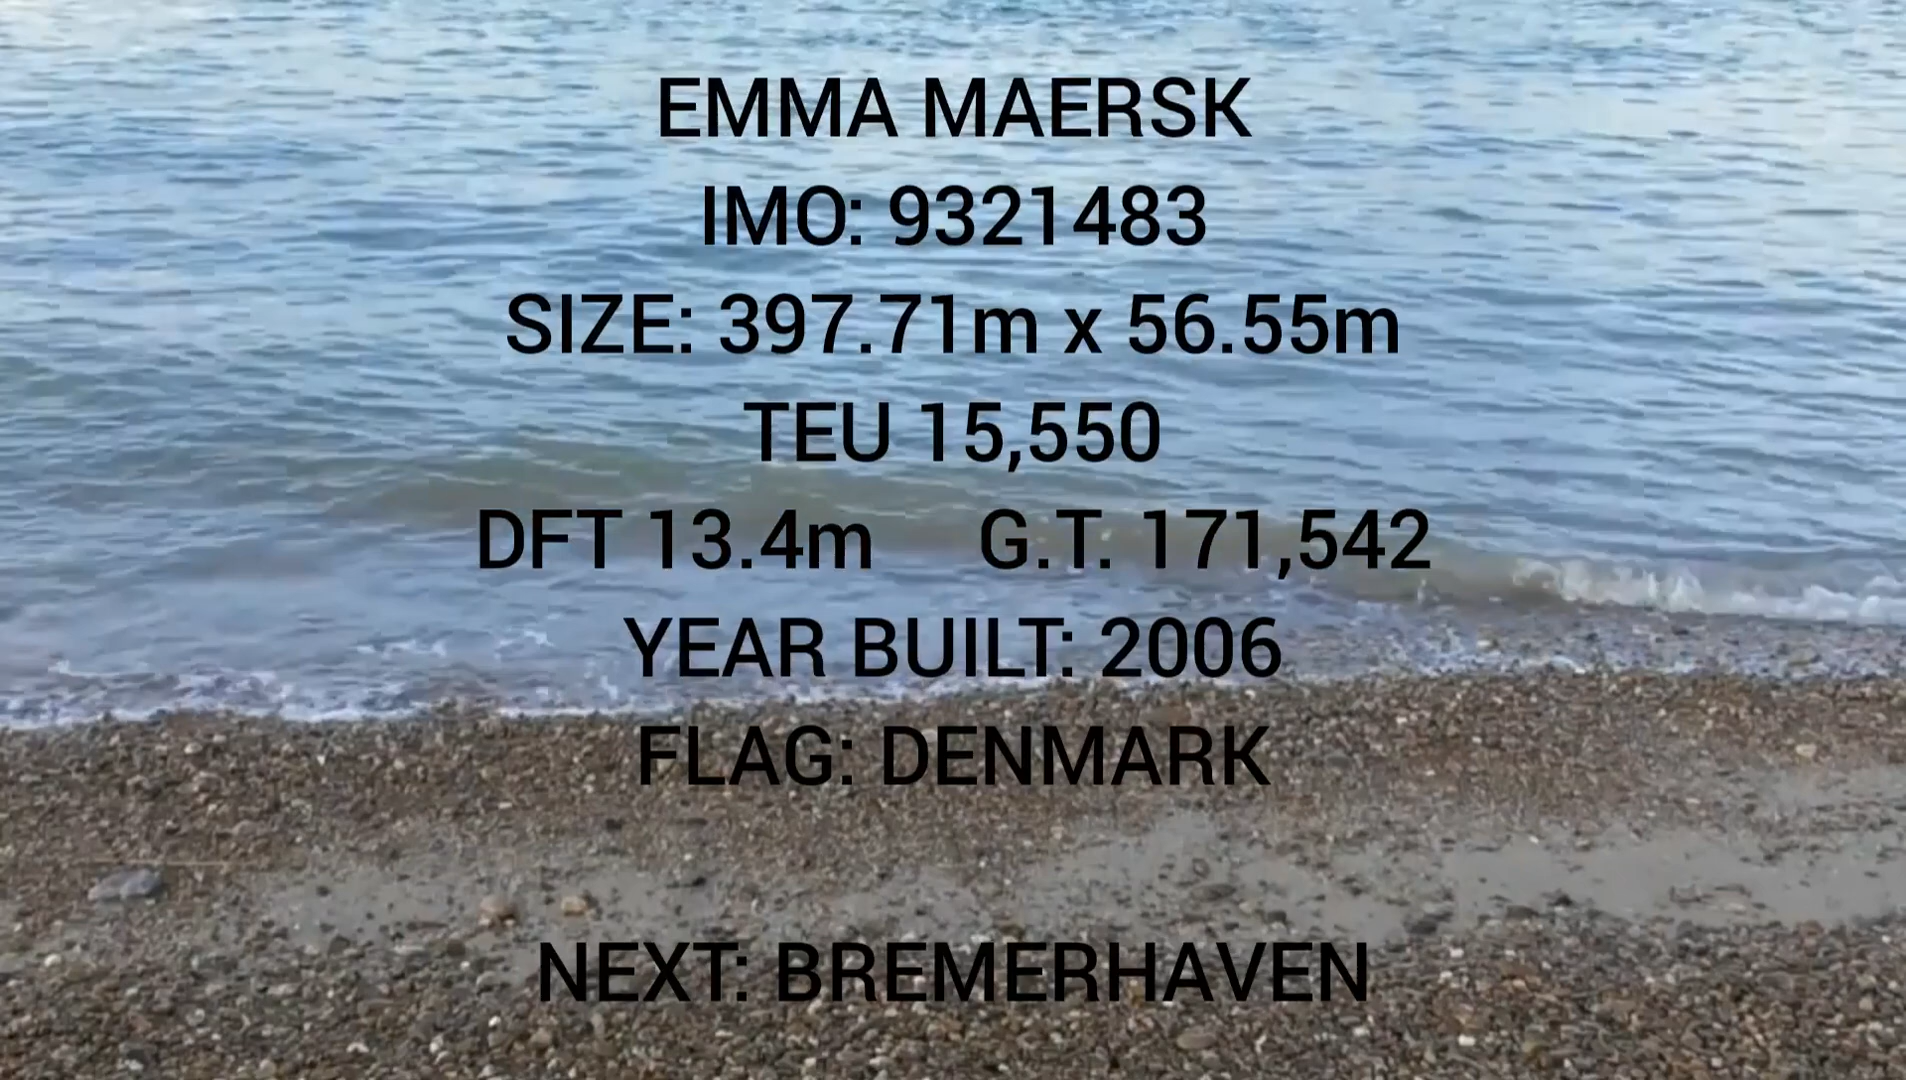 EMMA MAERSK
IMO: 9321483
SIZE: 397.71m x 56.55m
TEU 15,550
DFT 13.4m G.T. 171,542
YEAR BUILT: 2006
FLAG: DENMARK
NEXT: BREMERHAVEN